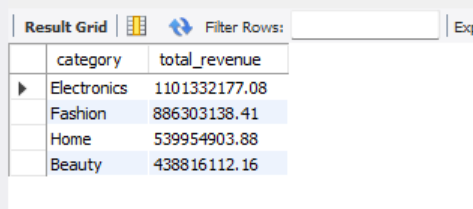 Result Grid Filter Rows: Exp
category total_revenue
Electronics 1101332177.08
Fashion 886303138.41
Home 539954903.88
Beauty 438816112.16